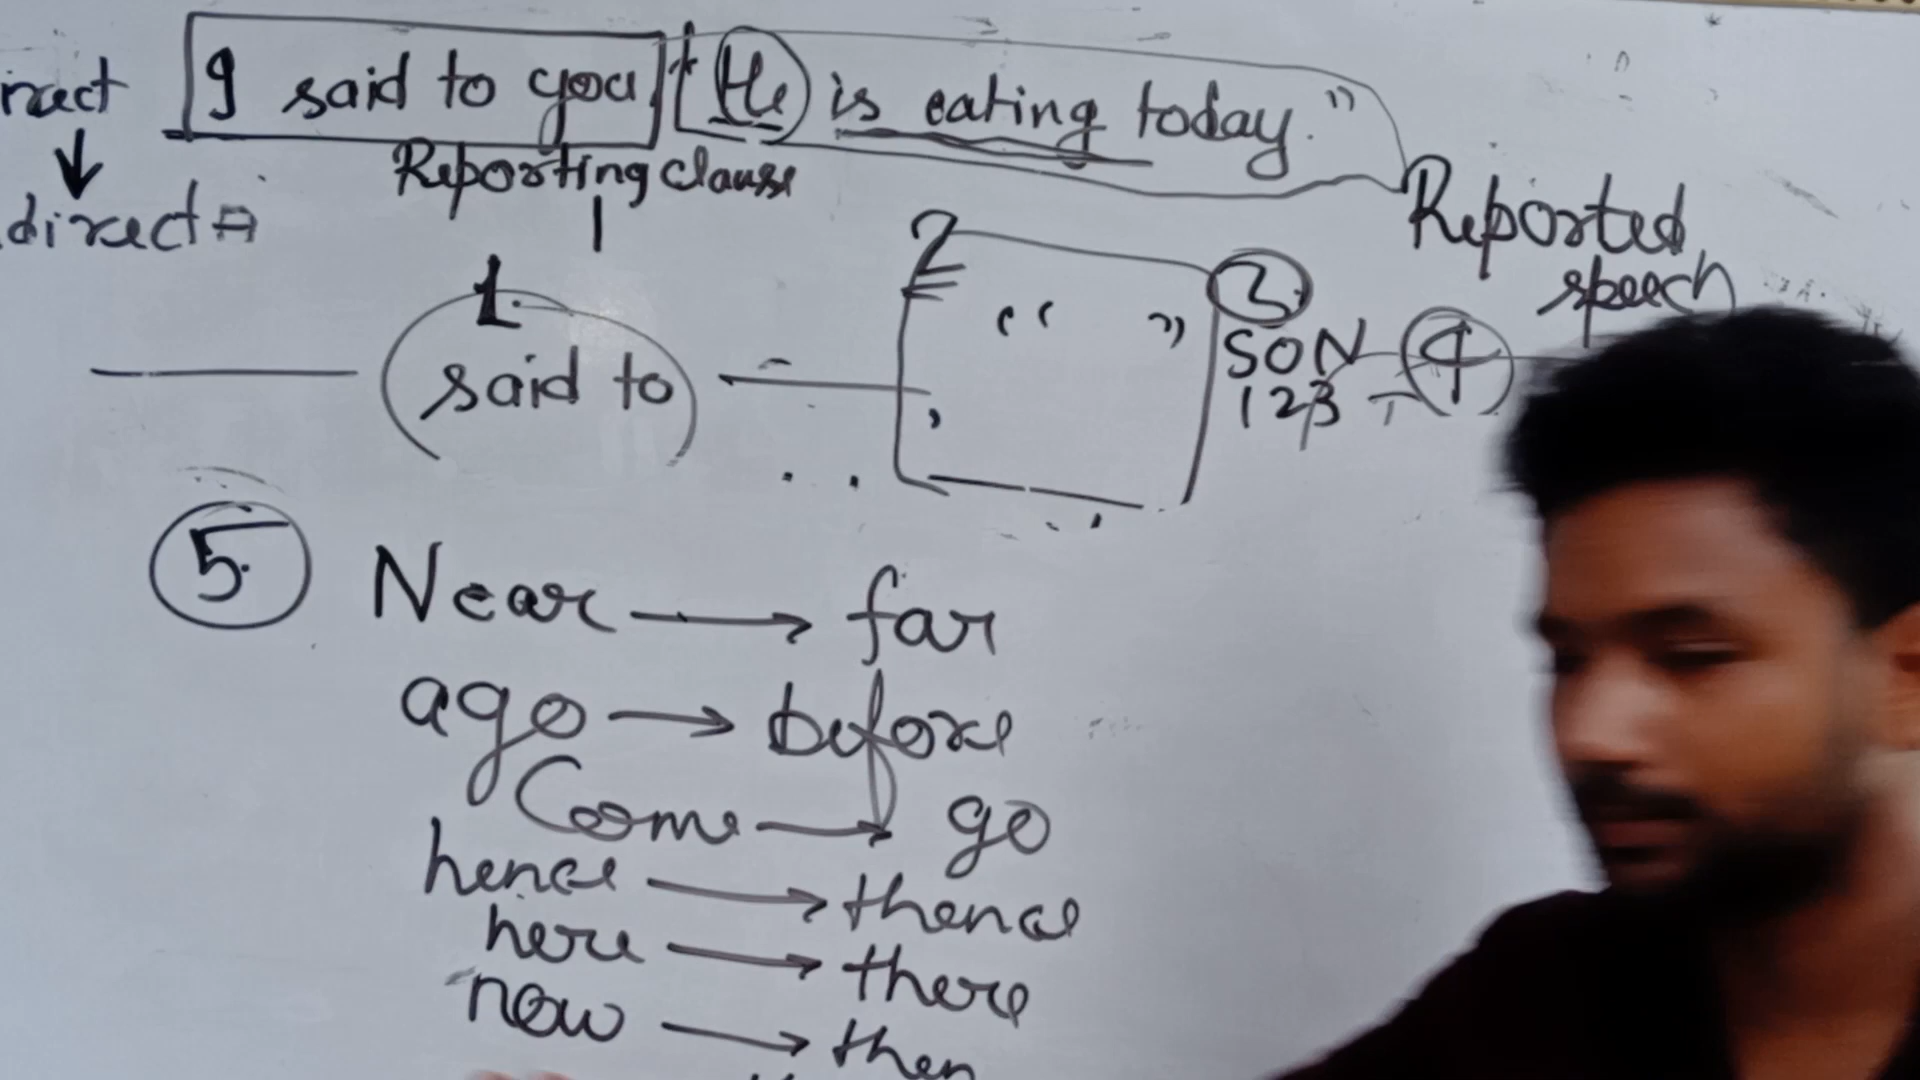 irect I said to you, "He is eating today."
Reporting clause
Reported
direct
speech
1. 2 3.
said to , " " SON 4
123
5. Near → far
ago → before
Come → go
hence → thence
here → there
now → then